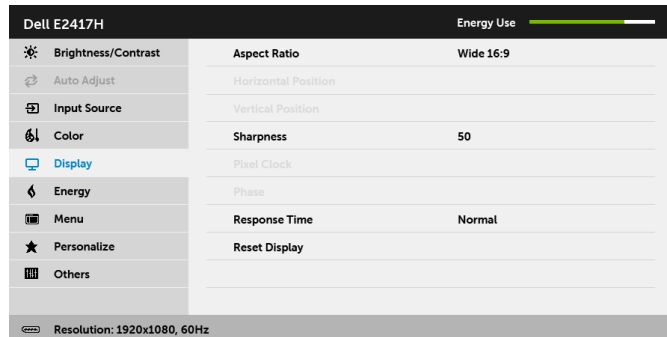 Dell E2417H Energy Use
Brightness/Contrast Aspect Ratio Wide 16:9
Auto Adjust Horizontal Position
Input Source Vertical Position
Color Sharpness 50
Display Pixel Clock
Energy Phase
Menu Response Time Normal
Personalize Reset Display
Others
Resolution: 1920x1080, 60Hz